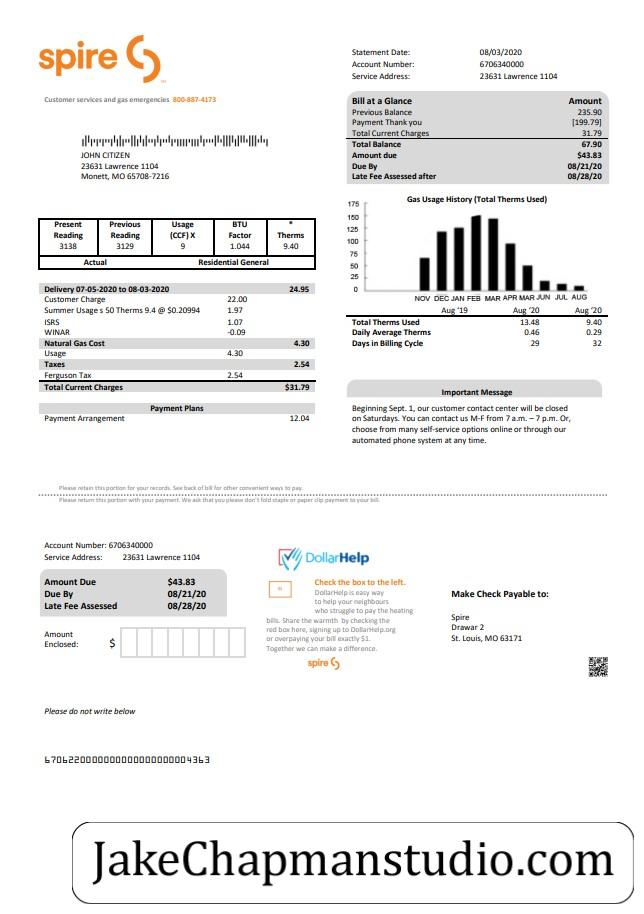 spire
Statement Date: 08/03/2020
Account Number: 6706340000
Service Address: 23631 Lawrence 1104
Customer services and gas emergencies 800-887-4173
Bill at a Glance Amount
Previous Balance 235.90
Payment Thank you [199.79]
Total Current Charges 31.79
Total Balance 67.90
Amount due $43.83
Due By 08/21/20
Late Fee Assessed after 08/28/20
JOHN CITIZEN
23631 Lawrence 1104
Monett, MO 65708-7216
Present Reading Previous Reading Usage (CCF) X BTU Factor * Therms
3138 3129 9 1.044 9.40
Actual Residential General
Gas Usage History (Total Therms Used)
175
150
125
100
75
50
25
0
NOV DEC JAN FEB MAR APR MAR JUN JUL AUG
Aug '19 Aug '20 Aug '20
Total Therms Used 13.48 9.40
Daily Average Therms 0.46 0.29
Days in Billing Cycle 29 32
Delivery 07-05-2020 to 08-03-2020 24.95
Customer Charge 22.00
Summer Usage s 50 Therms 9.4 @ $0.20994 1.97
ISRS 1.07
WINAR -0.09
Natural Gas Cost 4.30
Usage 4.30
Taxes 2.54
Ferguson Tax 2.54
Total Current Charges $31.79
Payment Plans
Payment Arrangement 12.04
Important Message
Beginning Sept. 1, our customer contact center will be closed
on Saturdays. You can contact us M-F from 7 a.m. – 7 p.m. Or,
choose from many self-service options online or through our
automated phone system at any time.
Please retain this portion for your records. See back of bill for other convenient ways to pay.
Please return this portion with your payment. We ask that you please don't fold staple or paper clip payment to your bill.
Account Number: 6706340000
Service Address: 23631 Lawrence 1104
Amount Due $43.83
Due By 08/21/20
Late Fee Assessed 08/28/20
Amount
Enclosed: $
DollarHelp
Check the box to the left.
DollarHelp is easy way
to help your neighbours
who struggle to pay the heating
bills. Share the warmth by checking the
red box here, signing up to DollarHelp.org
or overpaying your bill exactly $1.
Together we can make a difference.
spire
Make Check Payable to:
Spire
Drawar 2
St. Louis, MO 63171
Please do not write below
JakeChapmanstudio.com